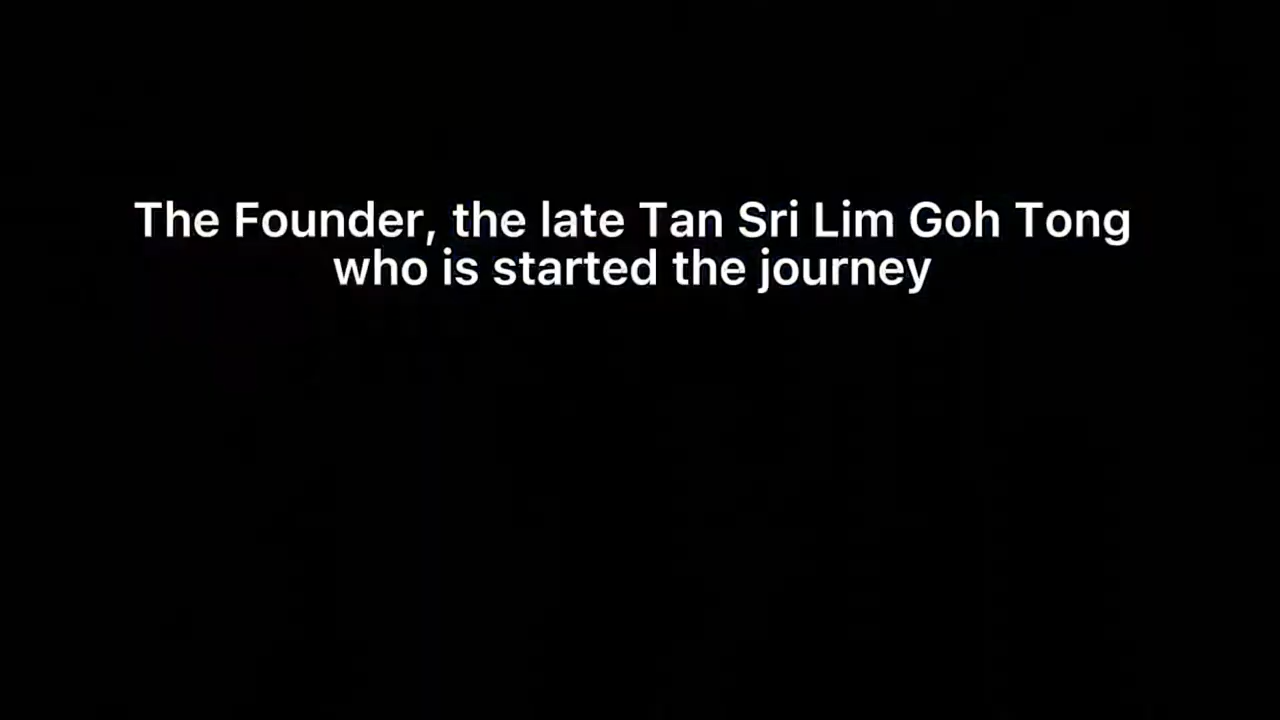 The Founder, the late Tan Sri Lim Goh Tong
who is started the journey